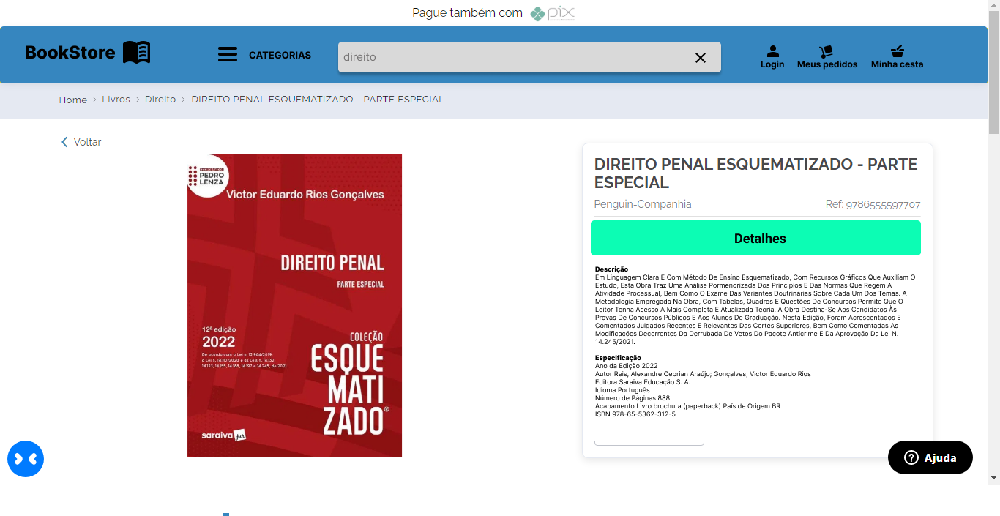 Pague também com pix
BookStore
CATEGORIAS
direito
Login
Meus pedidos
Minha cesta
Home
Livros
Direito
DIREITO PENAL ESQUEMATIZADO - PARTE ESPECIAL
Voltar
COORDENADOR
PEDRO
LENZA
Victor Eduardo Rios Gonçalves
DIREITO PENAL
PARTE ESPECIAL
12ª edição
2022
De acordo com a Lei n. 13.964/2019,
a Lei n. 14.110/2020 e as Leis n. 14.132,
14.133, 14.155, 14.188, 14.197 e 14.245, de 2021.
COLEÇÃO
ESQUE
MATI
ZADO®
saraiva jur
DIREITO PENAL ESQUEMATIZADO - PARTE
ESPECIAL
Penguin-Companhia
Ref: 9786555597707
Detalhes
Descrição
Em Linguagem Clara E Com Método De Ensino Esquematizado, Com Recursos Gráficos Que Auxiliam O
Estudo, Esta Obra Traz Uma Análise Pormenorizada Dos Princípios E Das Normas Que Regem A
Atividade Processual, Bem Como O Exame Das Variantes Doutrinárias Sobre Cada Um Dos Temas. A
Metodologia Empregada Na Obra, Com Tabelas, Quadros E Questões De Concursos Permite Que O
Leitor Tenha Acesso A Mais Completa E Atualizada Teoria. A Obra Destina-Se Aos Candidatos Às
Provas De Concursos Públicos E Aos Alunos De Graduação. Nesta Edição, Foram Acrescentados E
Comentados Julgados Recentes E Relevantes Das Cortes Superiores, Bem Como Comentadas As
Modificações Decorrentes Da Derrubada De Vetos Do Pacote Anticrime E Da Aprovação Da Lei N.
14.245/2021.
Especificação
Ano da Edição 2022
Autor Reis, Alexandre Cebrian Araújo; Gonçalves, Victor Eduardo Rios
Editora Saraiva Educação S. A.
Idioma Português
Número de Páginas 888
Acabamento Livro brochura (paperback) País de Origem BR
ISBN 978-65-5362-312-5
Ajuda